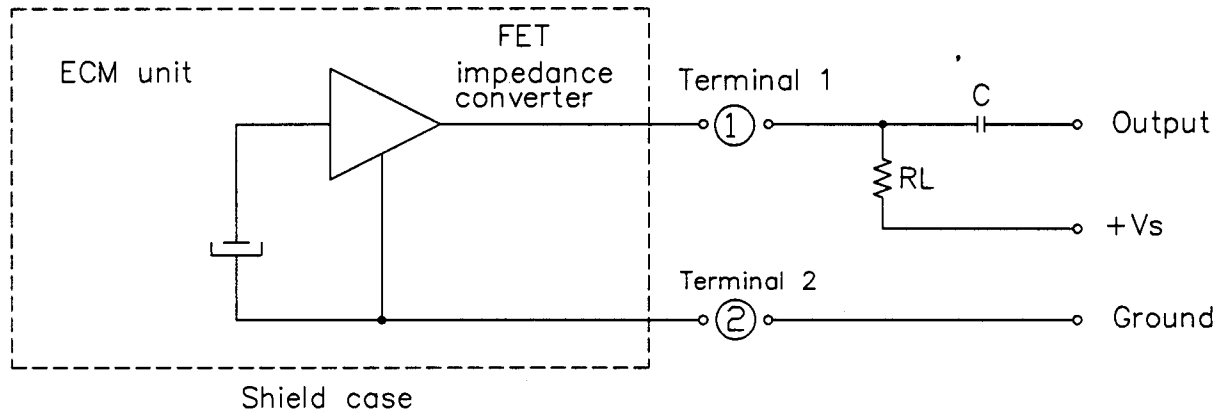 FET
ECM unit
impedance
converter
Terminal 1
1
C
Output
RL
+Vs
Terminal 2
2
Ground
Shield case